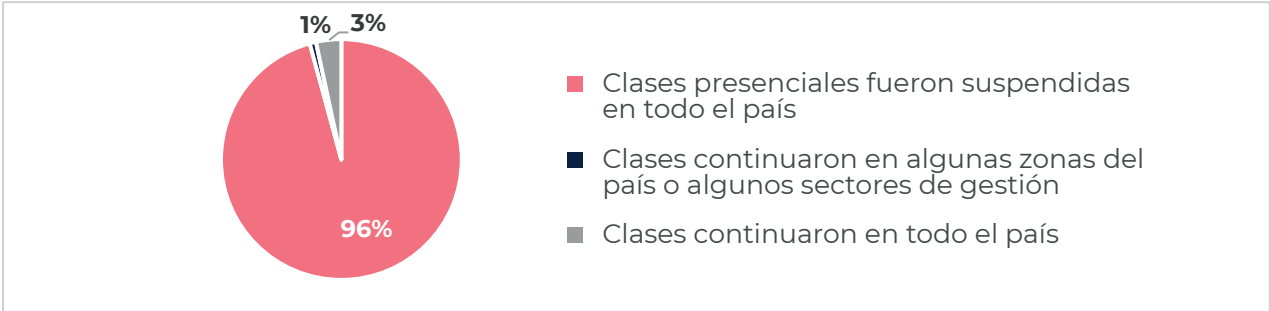 1%
3%
96%
Clases presenciales fueron suspendidas
en todo el país
Clases continuaron en algunas zonas del
país o algunos sectores de gestión
Clases continuaron en todo el país